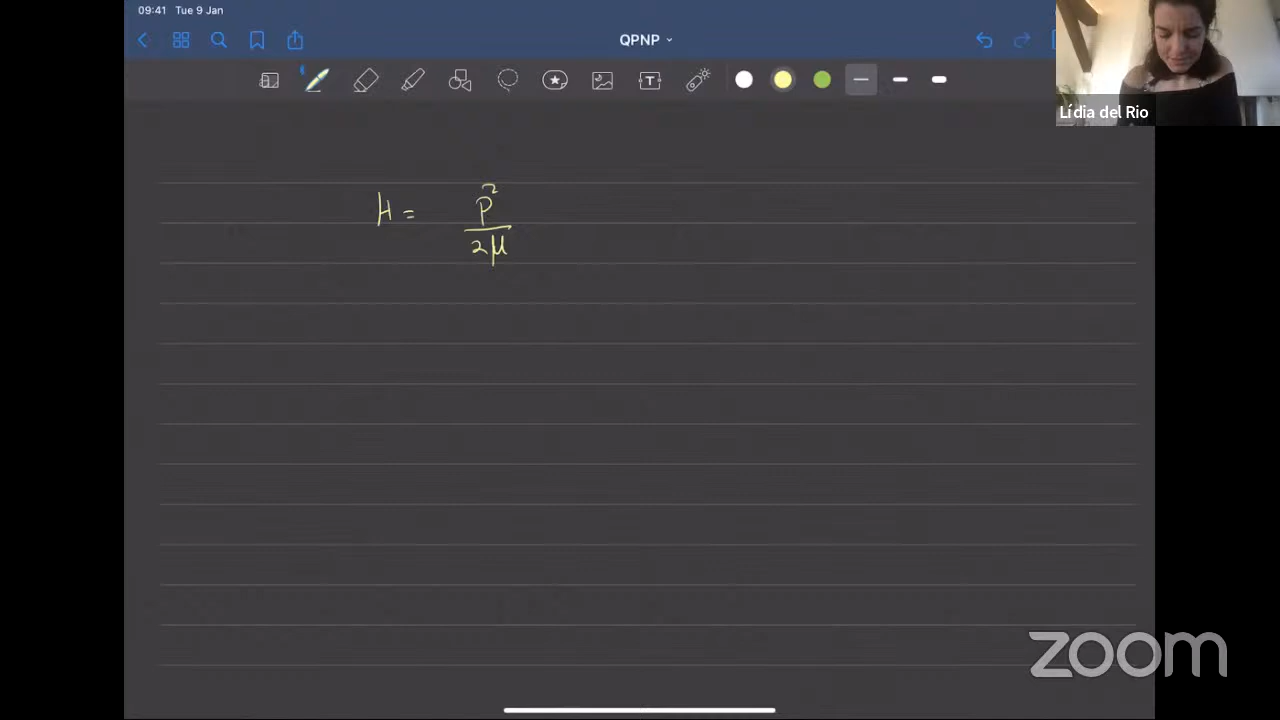 09:41 Tue 9 Jan
QPNP
T
Lídia del Rio
H = p²/2μ
zoom